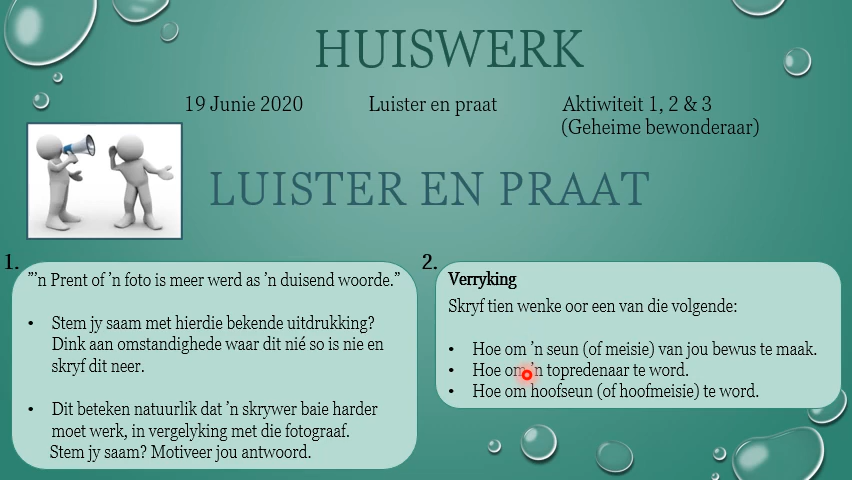 HUISWERK
19 Junie 2020 Luister en praat Aktiwiteit 1, 2 & 3
(Geheime bewonderaar)
LUISTER EN PRAAT
1.
”’n Prent of ’n foto is meer werd as ’n duisend woorde.”
• Stem jy saam met hierdie bekende uitdrukking?
Dink aan omstandighede waar dit nié so is nie en
skryf dit neer.
• Dit beteken natuurlik dat ’n skrywer baie harder
moet werk, in vergelyking met die fotograaf.
Stem jy saam? Motiveer jou antwoord.
2.
Verryking
Skryf tien wenke oor een van die volgende:
• Hoe om ’n seun (of meisie) van jou bewus te maak.
• Hoe om ’n topredenaar te word.
• Hoe om hoofseun (of hoofmeisie) te word.